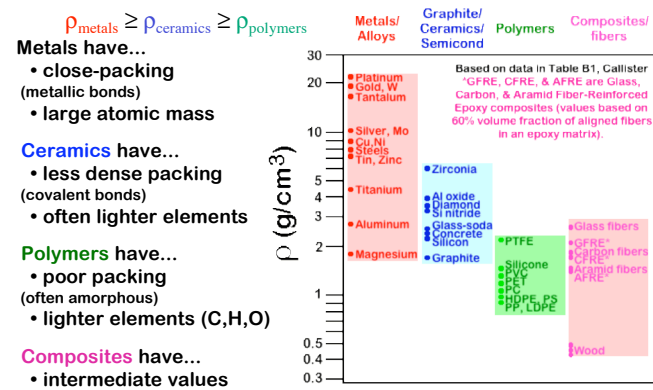 ρmetals ≥ ρceramics ≥ ρpolymers
Metals have...
• close-packing
(metallic bonds)
• large atomic mass
Ceramics have...
• less dense packing
(covalent bonds)
• often lighter elements
Polymers have...
• poor packing
(often amorphous)
• lighter elements (C,H,O)
Composites have...
• intermediate values
Metals/
Alloys
Graphite/
Ceramics/
Semicond
Polymers
Composites/
fibers
ρ (g/cm³)
30
20
10
5
4
3
2
1
0.5
0.4
0.3
Based on data in Table B1, Callister
*GFRE, CFRE, & AFRE are Glass,
Carbon, & Aramid Fiber-Reinforced
Epoxy composites (values based on
60% volume fraction of aligned fibers
in an epoxy matrix).
Platinum
Gold, W
Tantalum
Silver, Mo
Cu,Ni
Steels
Tin, Zinc
Titanium
Aluminum
Magnesium
Zirconia
Al oxide
Diamond
Si nitride
Glass-soda
Concrete
Silicon
Graphite
PTFE
Silicone
PVC
PET
PC
HDPE, PS
PP, LDPE
Glass fibers
GFRE*
Carbon fibers
CFRE*
Aramid fibers
AFRE*
Wood